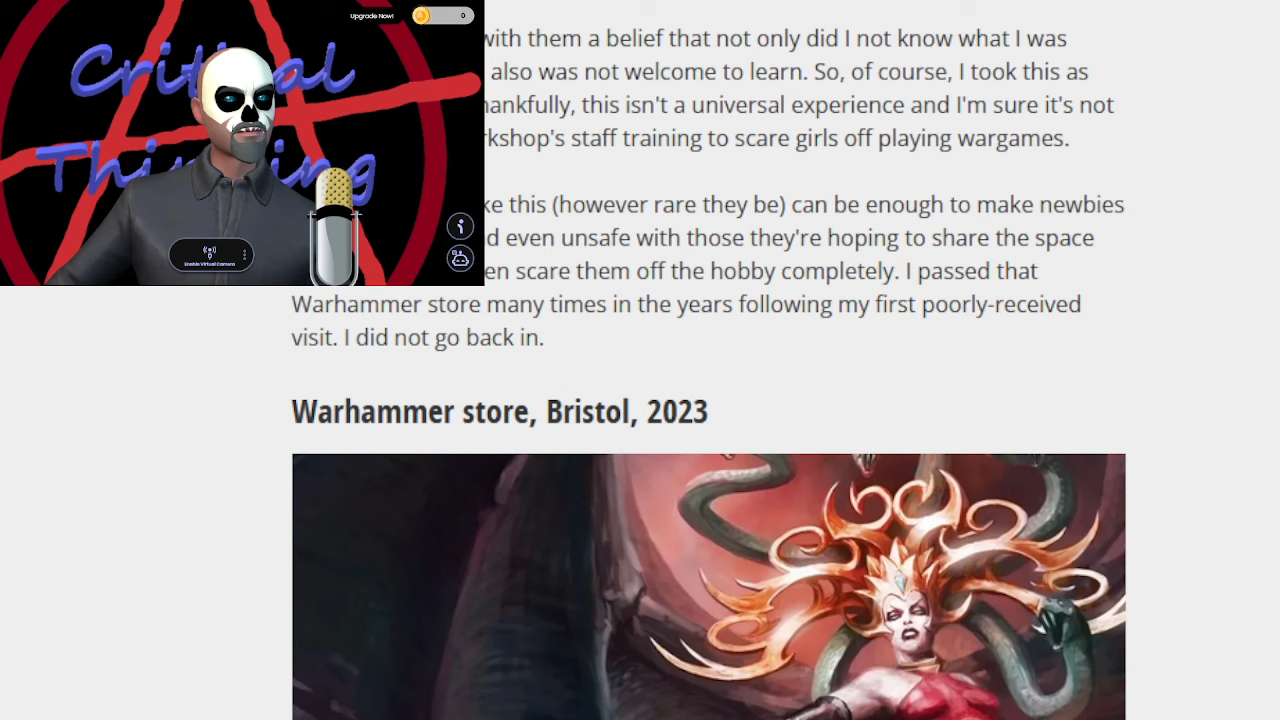 Upgrade Now!
0
Critical
Thinking
Enable Virtual Camera
with them a belief that not only did I not know what I was
also was not welcome to learn. So, of course, I took this as
hankfully, this isn't a universal experience and I'm sure it's not
rkshop's staff training to scare girls off playing wargames.
ke this (however rare they be) can be enough to make newbies
d even unsafe with those they're hoping to share the space
en scare them off the hobby completely. I passed that
Warhammer store many times in the years following my first poorly-received
visit. I did not go back in.
Warhammer store, Bristol, 2023